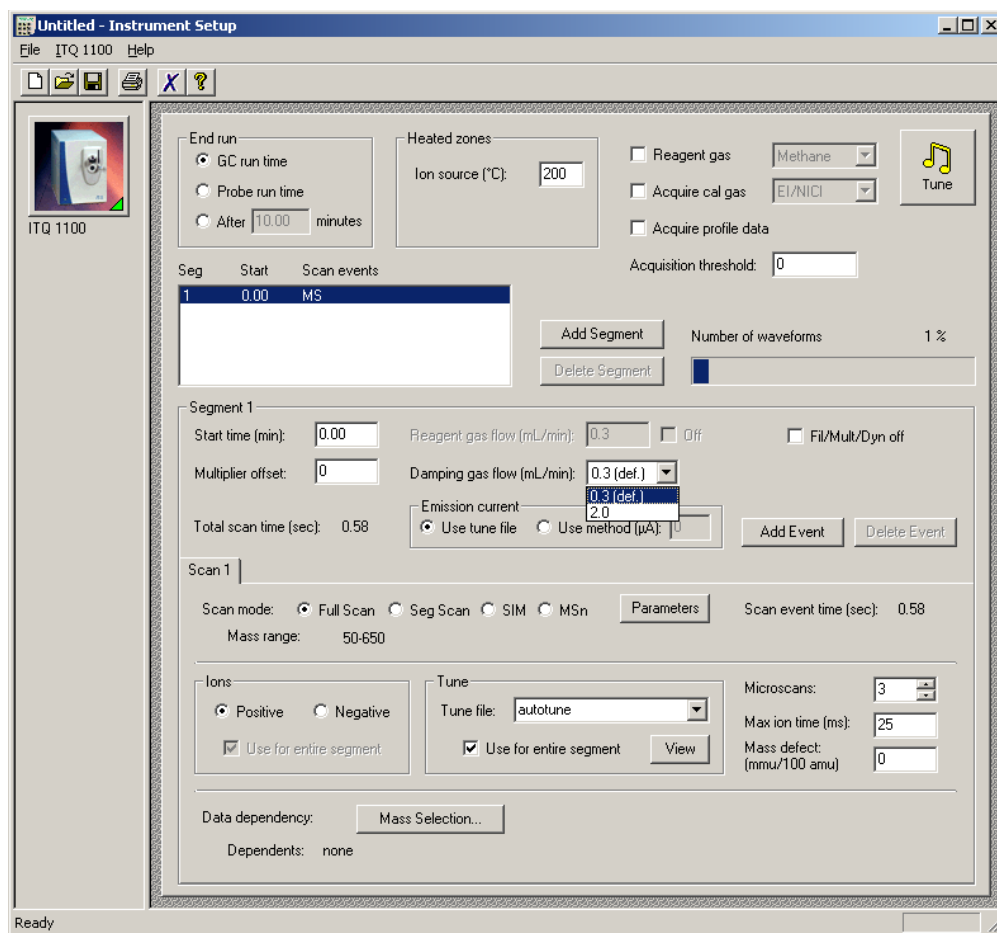 Untitled - Instrument Setup
File ITQ 1100 Help
ITQ 1100
End run
GC run time
Probe run time
After 10.00 minutes
Heated zones
Ion source (°C): 200
Reagent gas Methane
Acquire cal gas EI/NICI
Acquire profile data
Acquisition threshold: 0
Tune
Seg Start Scan events
1 0.00 MS
Add Segment
Delete Segment
Number of waveforms 1 %
Segment 1
Start time (min): 0.00 Reagent gas flow (mL/min): 0.3 Off Fil/Mult/Dyn off
Multiplier offset: 0 Damping gas flow (mL/min): 0.3 (def.)
0.3 (def.)
2.0
Total scan time (sec): 0.58
Emission current
Use tune file Use method (µA): 0
Add Event Delete Event
Scan 1
Scan mode: Full Scan Seg Scan SIM MSn Parameters Scan event time (sec): 0.58
Mass range: 50-650
Ions
Positive Negative
Use for entire segment
Tune
Tune file: autotune
Use for entire segment View
Microscans: 3
Max ion time (ms): 25
Mass defect: 0
(mmu/100 amu)
Data dependency: Mass Selection...
Dependents: none
Ready